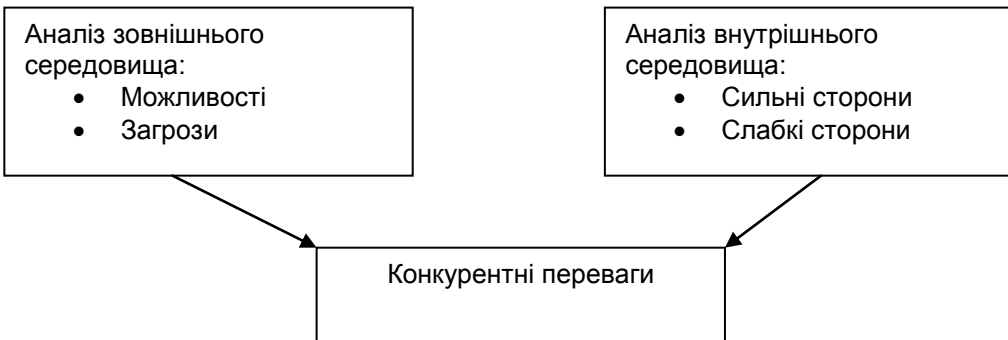 Аналіз зовнішнього
середовища:
• Можливості
• Загрози
Аналіз внутрішнього
середовища:
• Сильні сторони
• Слабкі сторони
Конкурентні переваги